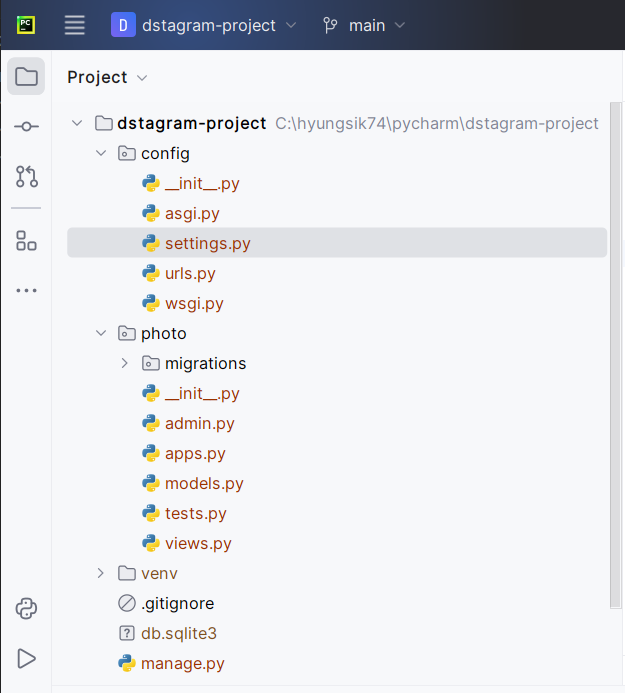 PC
D dstagram-project main
Project
dstagram-project C:\hyungsik74\pycharm\dstagram-project
config
__init__.py
asgi.py
settings.py
urls.py
wsgi.py
photo
migrations
__init__.py
admin.py
apps.py
models.py
tests.py
views.py
venv
.gitignore
db.sqlite3
manage.py